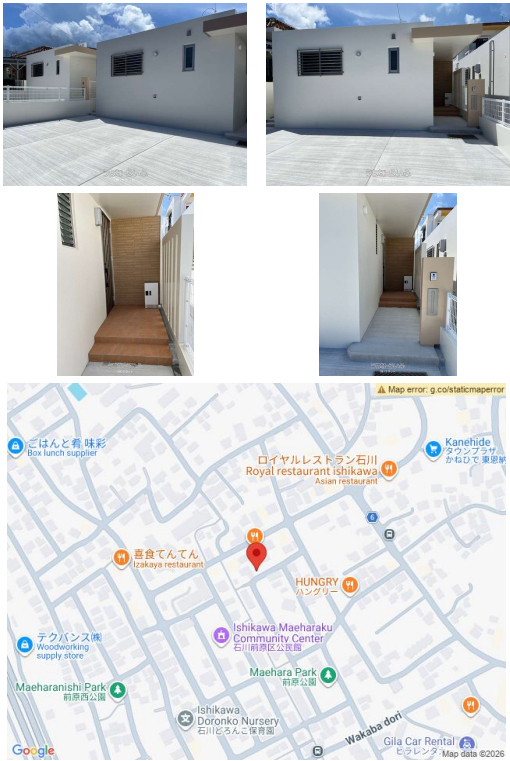 Map error: g.co/staticmaperror
ごはんと肴 味彩
Box lunch supplier
Kanehide
タウンプラザ
かねひで 東恩納
ロイヤルレストラン石川
Royal restaurant ishikawa
Asian restaurant
6
喜食てんてん
Izakaya restaurant
HUNGRY
ハングリー
Ishikawa Maeharaku
Community Center
石川前原区公民館
テクバンス㈱
Woodworking
supply store
Maehara Park
前原公園
Maeharanishi Park
前原西公園
Ishikawa
Doronko Nursery
石川どろんこ保育園
Wakaba dori
Gila Car Rental
ビラレンタ
Google
Map data ©2026